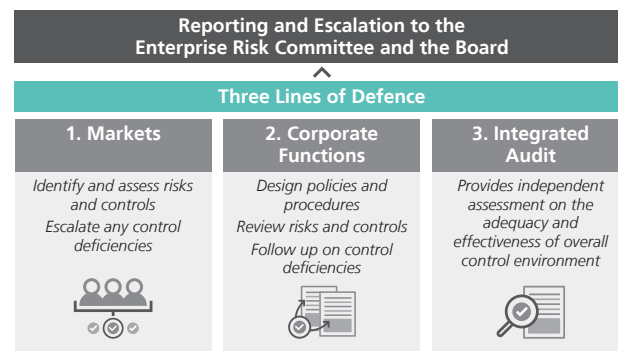 Reporting and Escalation to the
Enterprise Risk Committee and the Board
Three Lines of Defence
1. Markets
Identify and assess risks
and controls
Escalate any control
deficiencies
2. Corporate
Functions
Design policies and
procedures
Review risks and controls
Follow up on control
deficiencies
3. Integrated
Audit
Provides independent
assessment on the
adequacy and
effectiveness of overall
control environment